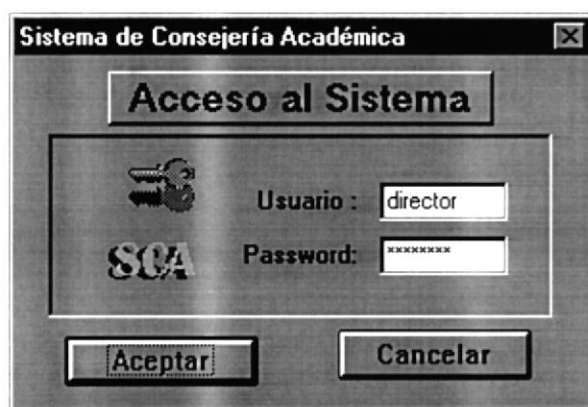 Sistema de Consejería Académica
Acceso al Sistema
Usuario : director
SCA
Password: ********
Aceptar Cancelar